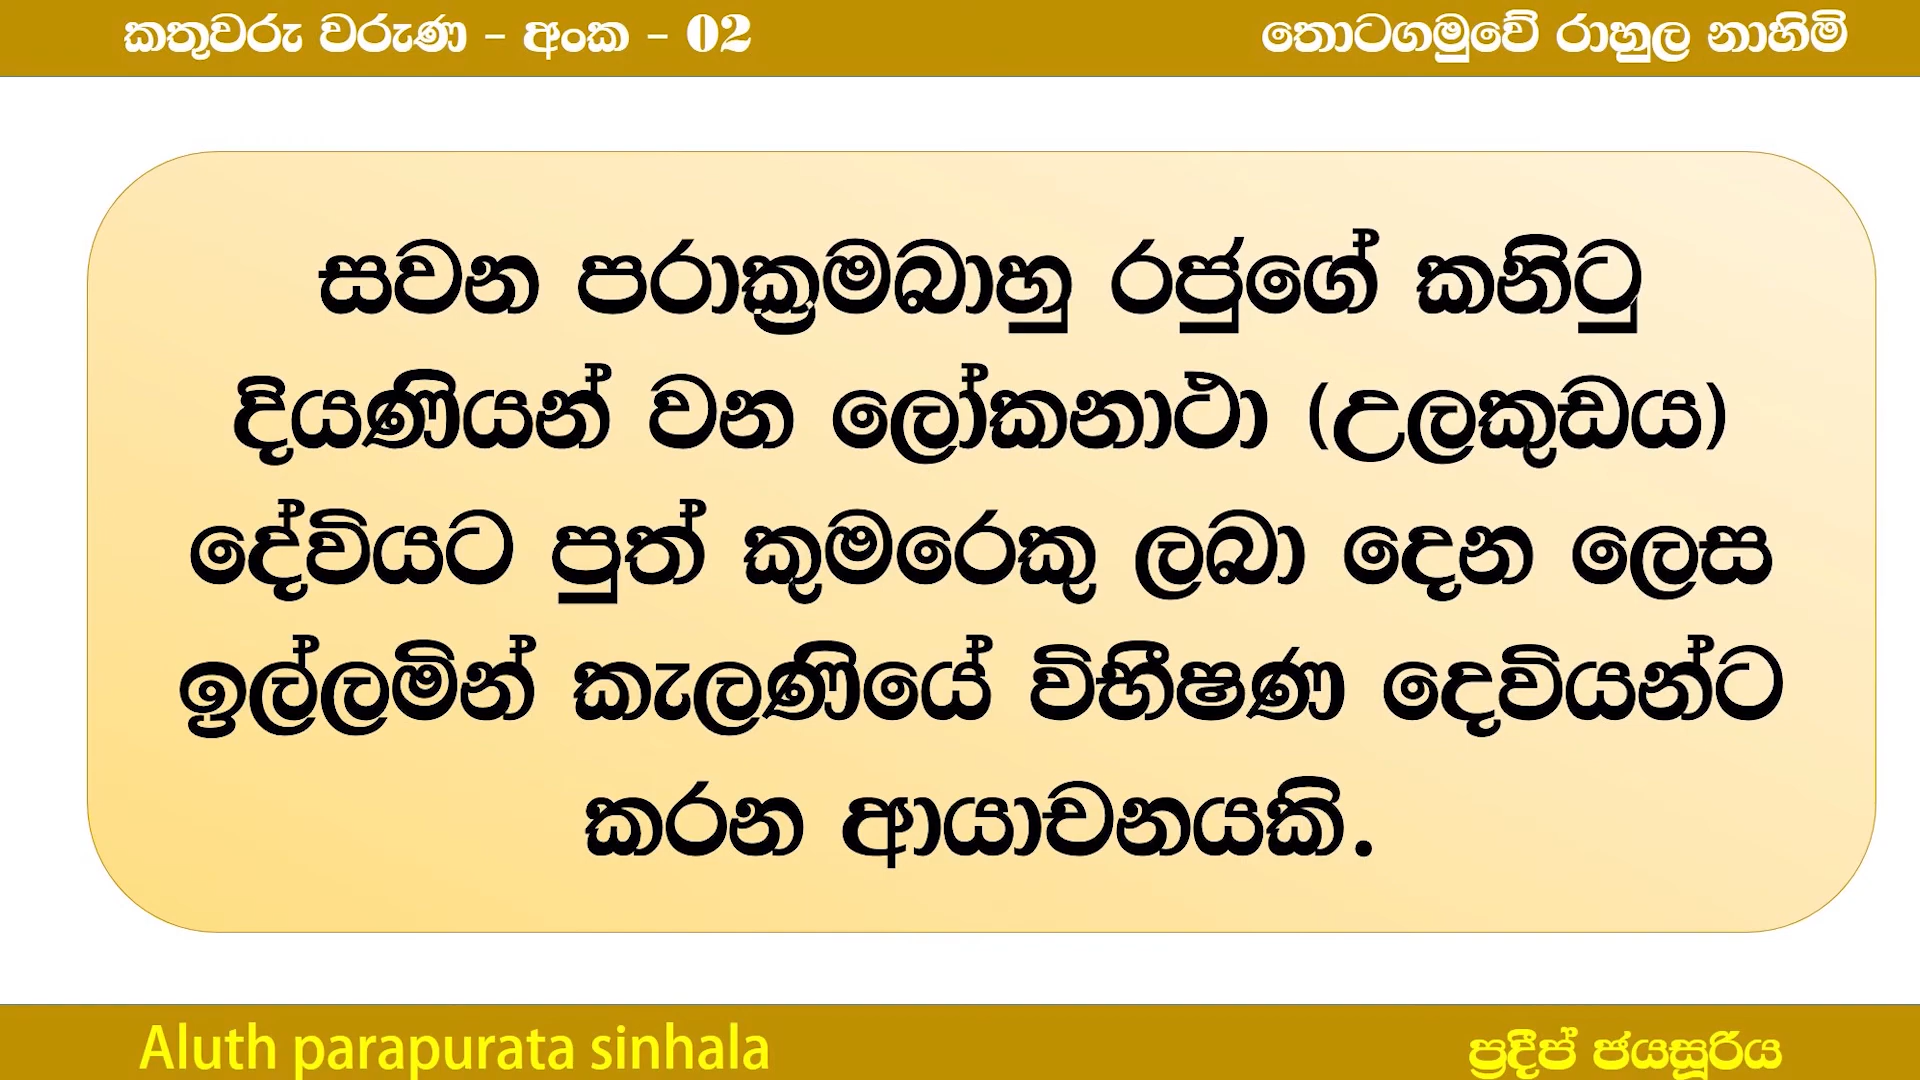 කතුවරු වරුණ - අංක - 02
තොටගමුවේ රාහුල නාහිමි
සවන පරාක්‍රමබාහු රජුගේ කනිටු
දියණියන් වන ලෝකනාථා (උලකුඩය)
දේවියට පුත් කුමරෙකු ලබා දෙන ලෙස
ඉල්ලමින් කැලණියේ විභීෂණ දෙවියන්ට
කරන ආයාචනයකි.
Aluth parapurata sinhala
ප්‍රදීප් ජයසූරිය